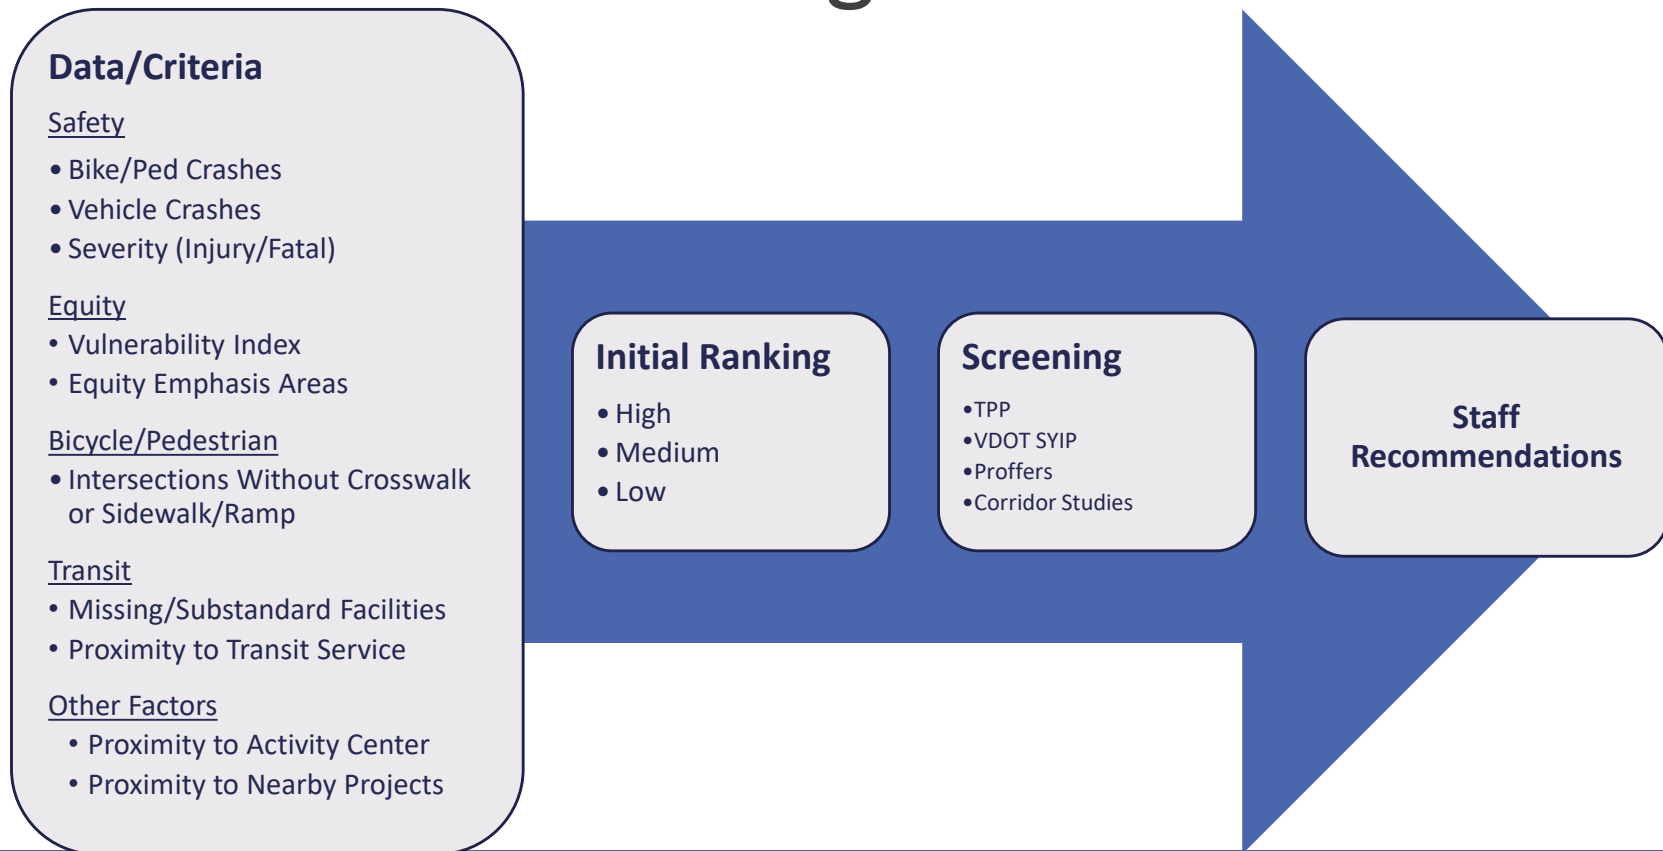 Data/Criteria
Safety
• Bike/Ped Crashes
• Vehicle Crashes
• Severity (Injury/Fatal)
Equity
• Vulnerability Index
• Equity Emphasis Areas
Bicycle/Pedestrian
• Intersections Without Crosswalk
or Sidewalk/Ramp
Transit
• Missing/Substandard Facilities
• Proximity to Transit Service
Other Factors
• Proximity to Activity Center
• Proximity to Nearby Projects
Initial Ranking
• High
• Medium
• Low
Screening
•TPP
•VDOT SYIP
•Proffers
•Corridor Studies
Staff
Recommendations